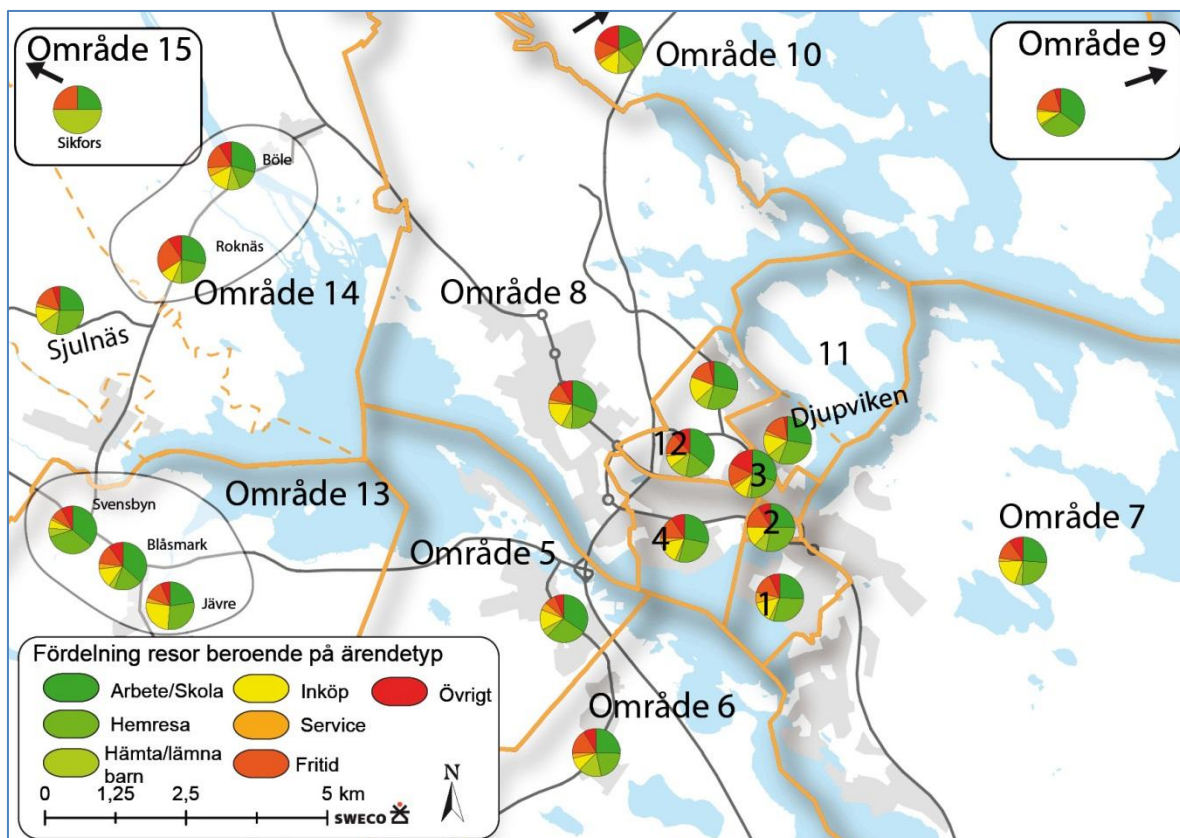 Område 15
Sikfors
Område 10
Område 9
Böle
Roknäs
Område 14
Sjulnäs
Område 8
11
Djupviken
12
3
Område 13
Svensbyn
Blåsmark
Jävre
Område 5
4
2
1
Område 7
Område 6
Fördelning resor beroende på ärendetyp
Arbete/Skola
Inköp
Övrigt
Hemresa
Service
Hämta/lämna
barn
Fritid
N
0 1,25 2,5 5 km
SWECO